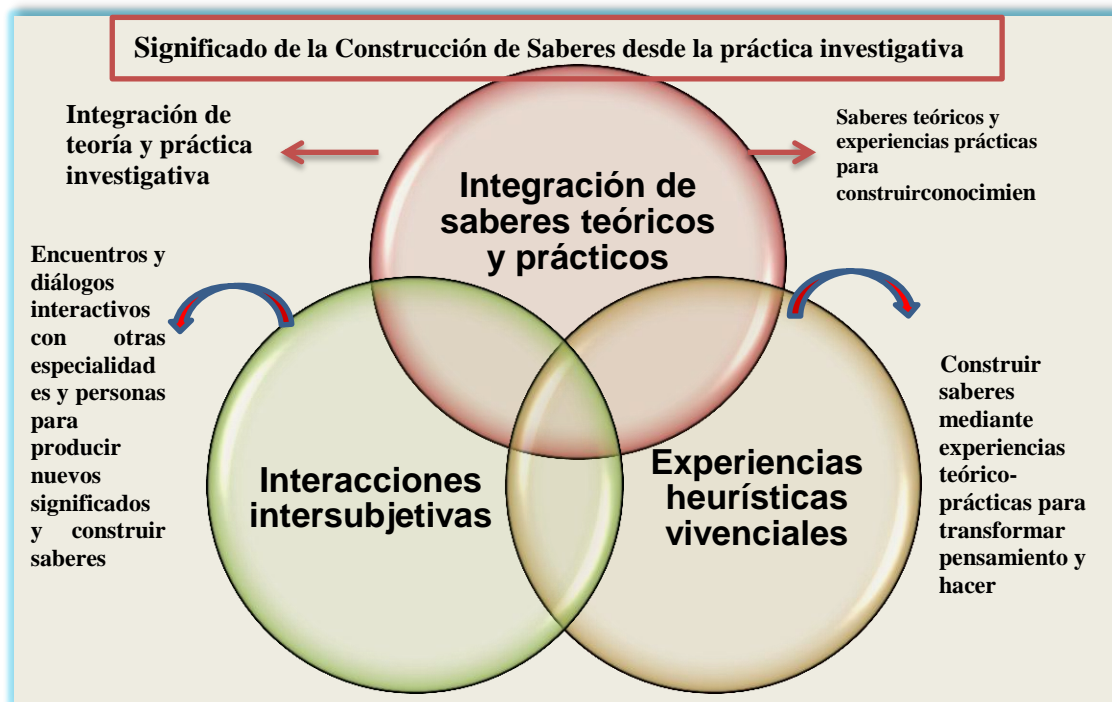 Significado de la Construcción de Saberes desde la práctica investigativa
Integración de
teoría y práctica
investigativa
Saberes teóricos y
experiencias prácticas
para
construirconocimien
Integración de
saberes teóricos
y prácticos
Encuentros y
diálogos
interactivos
con otras
especialidad
es y personas
para
producir
nuevos
significados
y construir
saberes
Interacciones
intersubjetivas
Experiencias
heurísticas
vivenciales
Construir
saberes
mediante
experiencias
teórico-
prácticas para
transformar
pensamiento y
hacer